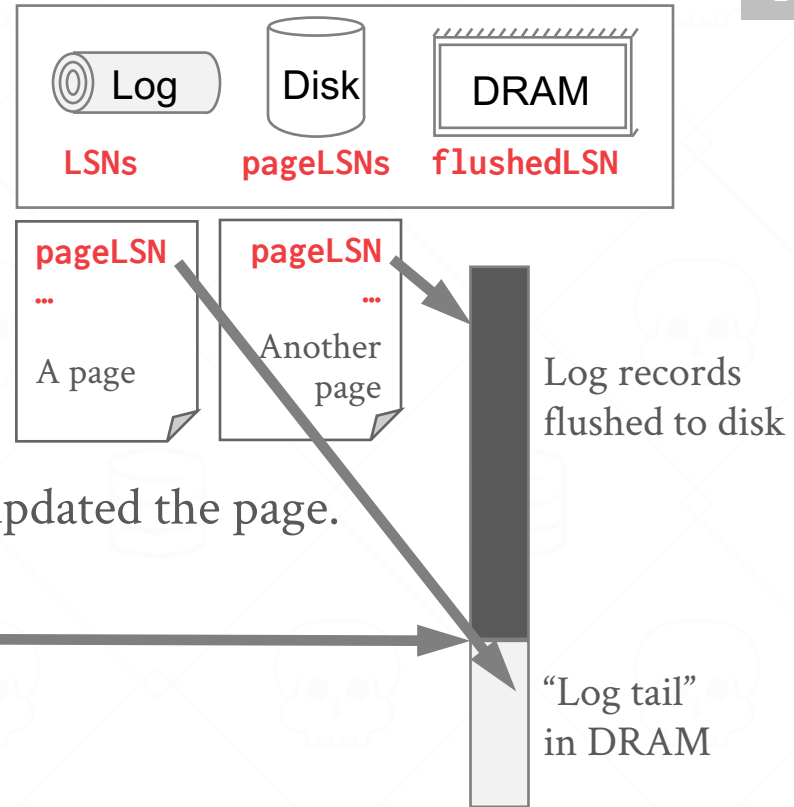 Log
Disk
DRAM
LSNs
pageLSNs
flushedLSN
pageLSN
…
A page
pageLSN
…
Another
page
Log records
flushed to disk
updated the page.
“Log tail”
in DRAM